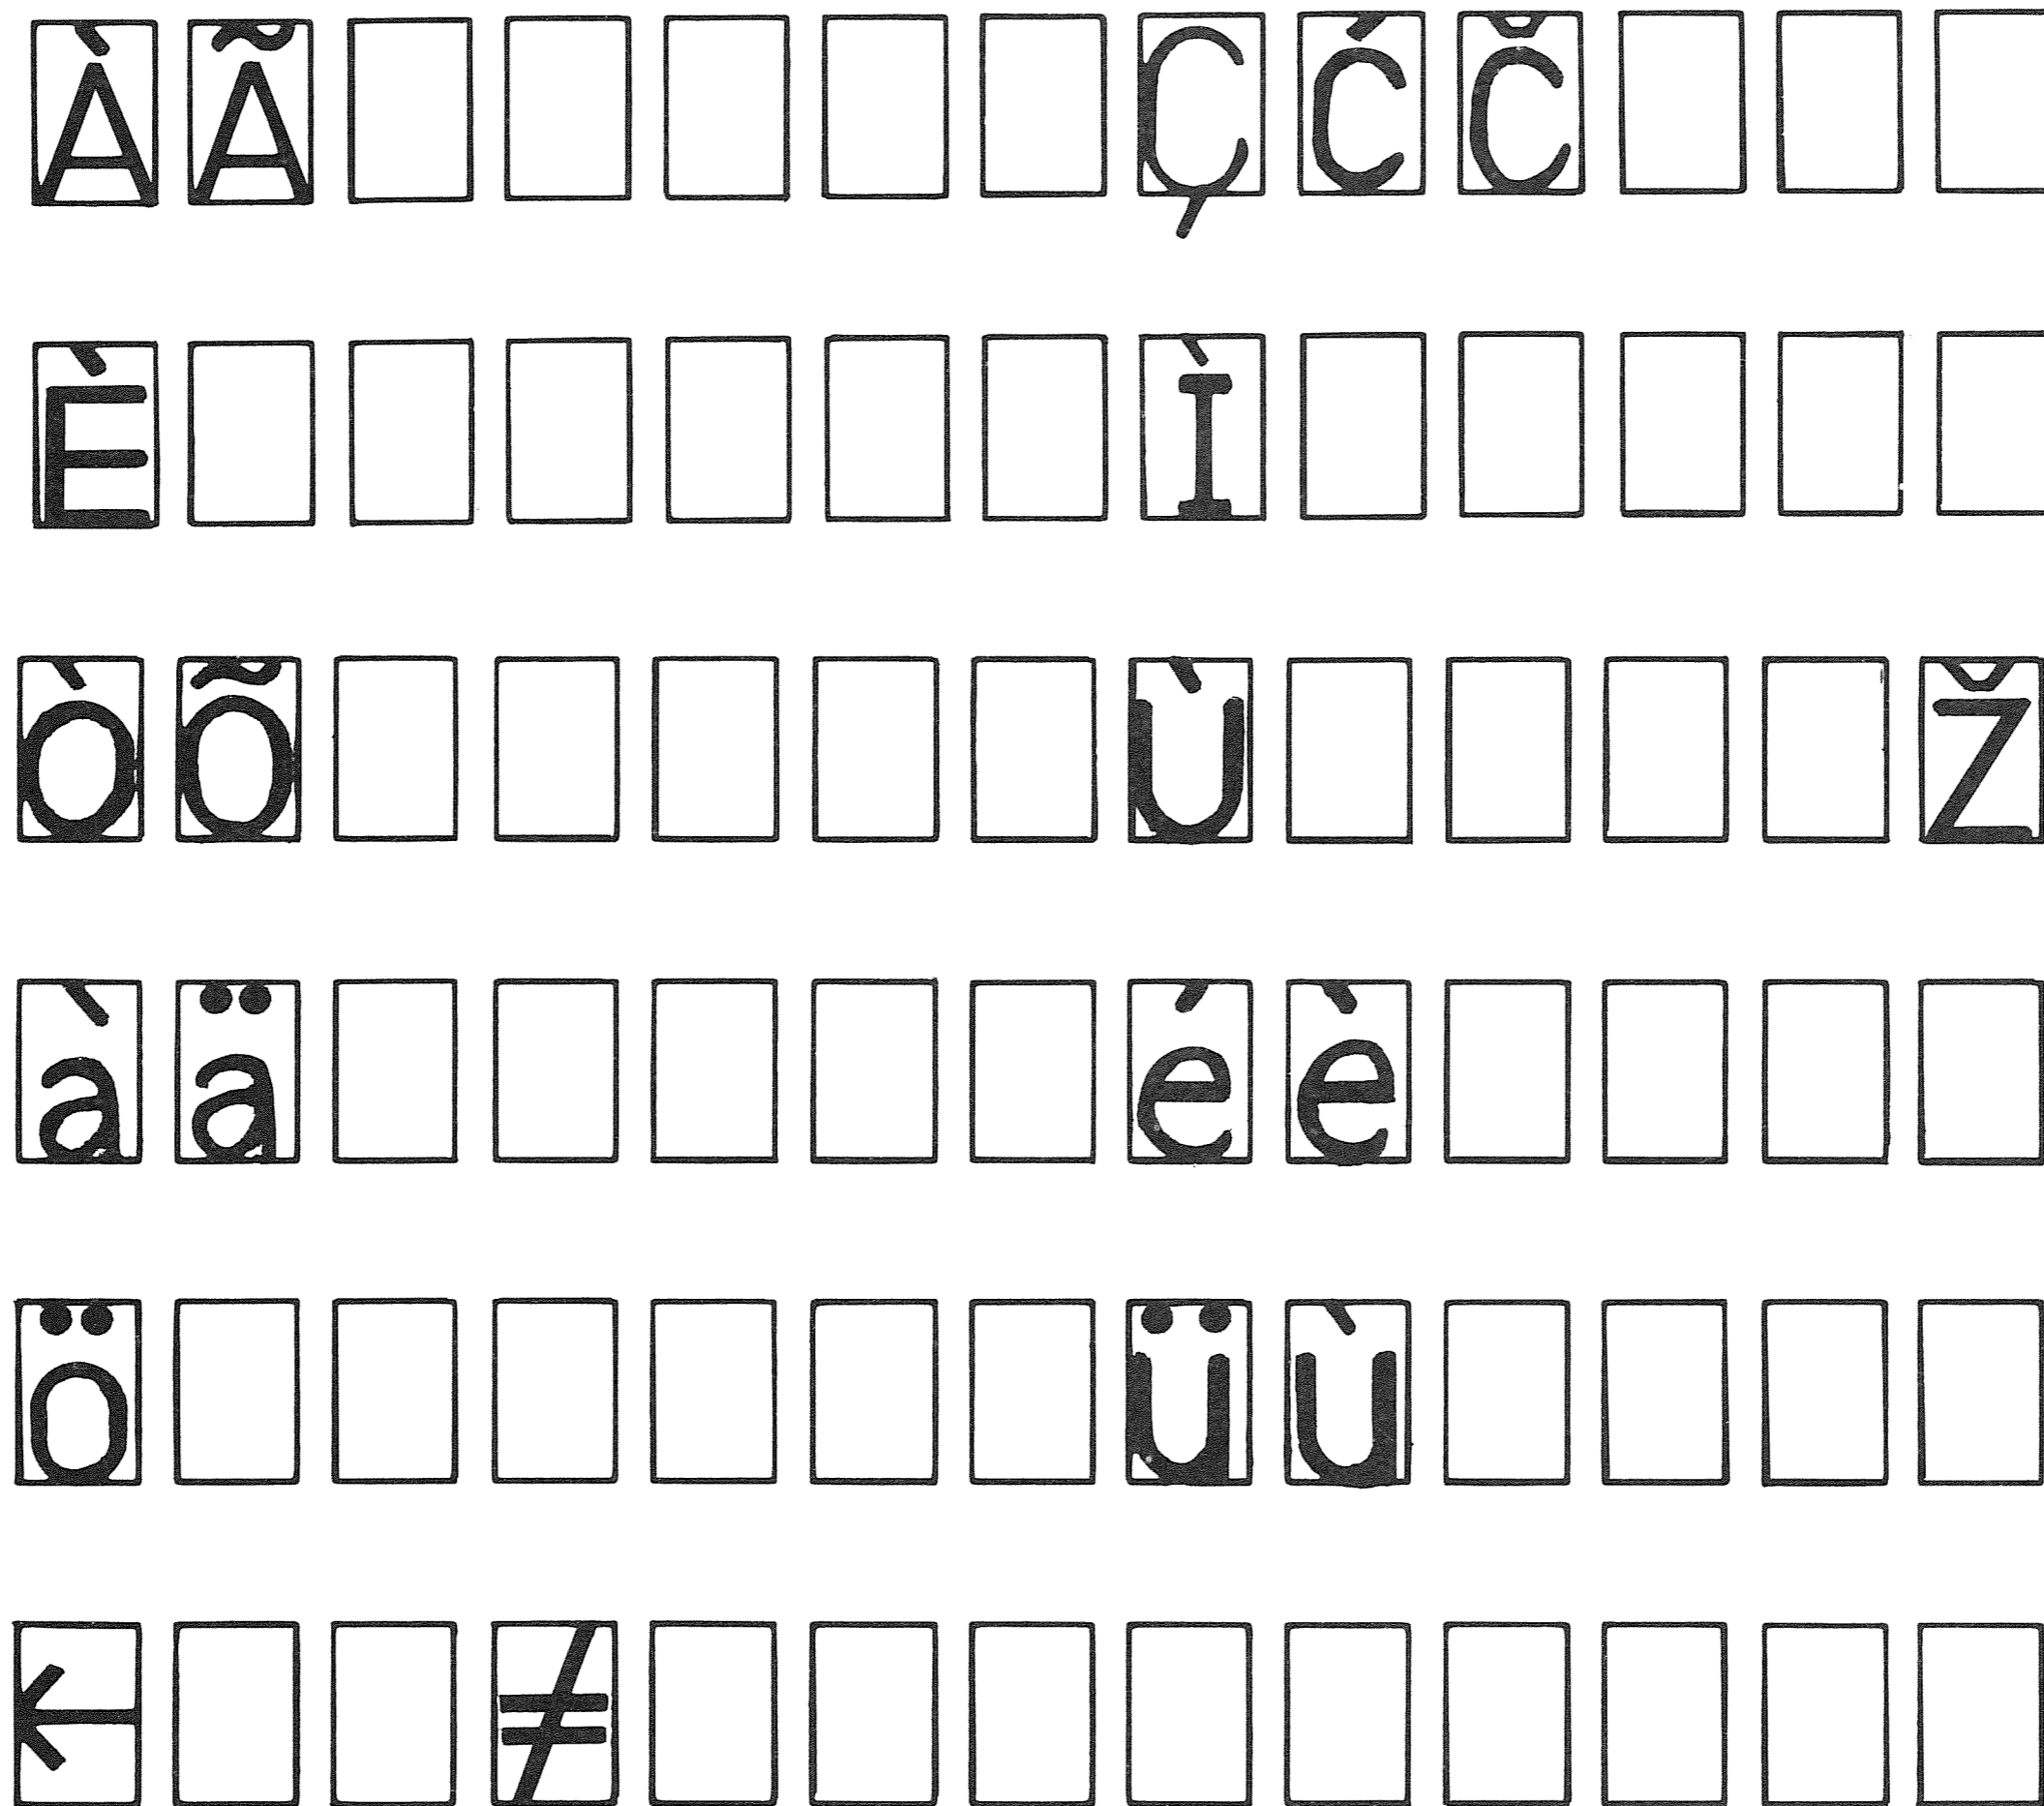 À Ã Ç Ć Č
È Ì
Ò Õ Ù Ž
à ä é è
ö ü ù
← ≠